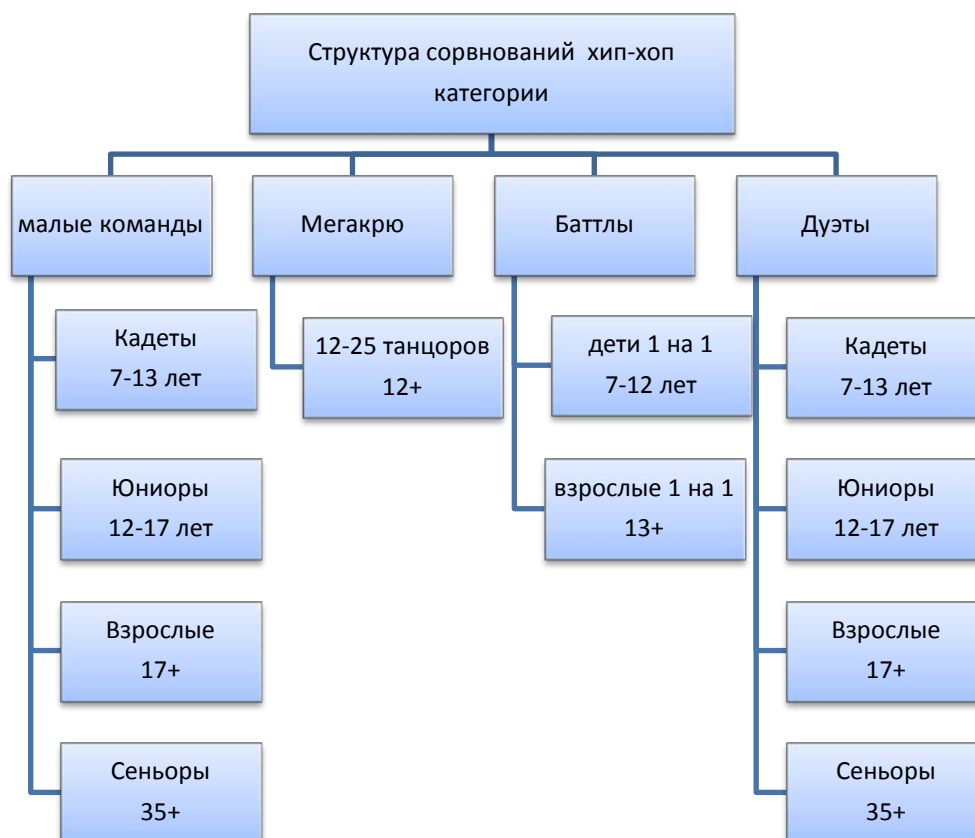 Структура сорвнований хип-хоп
категории
малые команды
Мегакрю
Баттлы
Дуэты
Кадеты
7-13 лет
Юниоры
12-17 лет
Взрослые
17+
Сеньоры
35+
12-25 танцоров
12+
дети 1 на 1
7-12 лет
взрослые 1 на 1
13+
Кадеты
7-13 лет
Юниоры
12-17 лет
Взрослые
17+
Сеньоры
35+